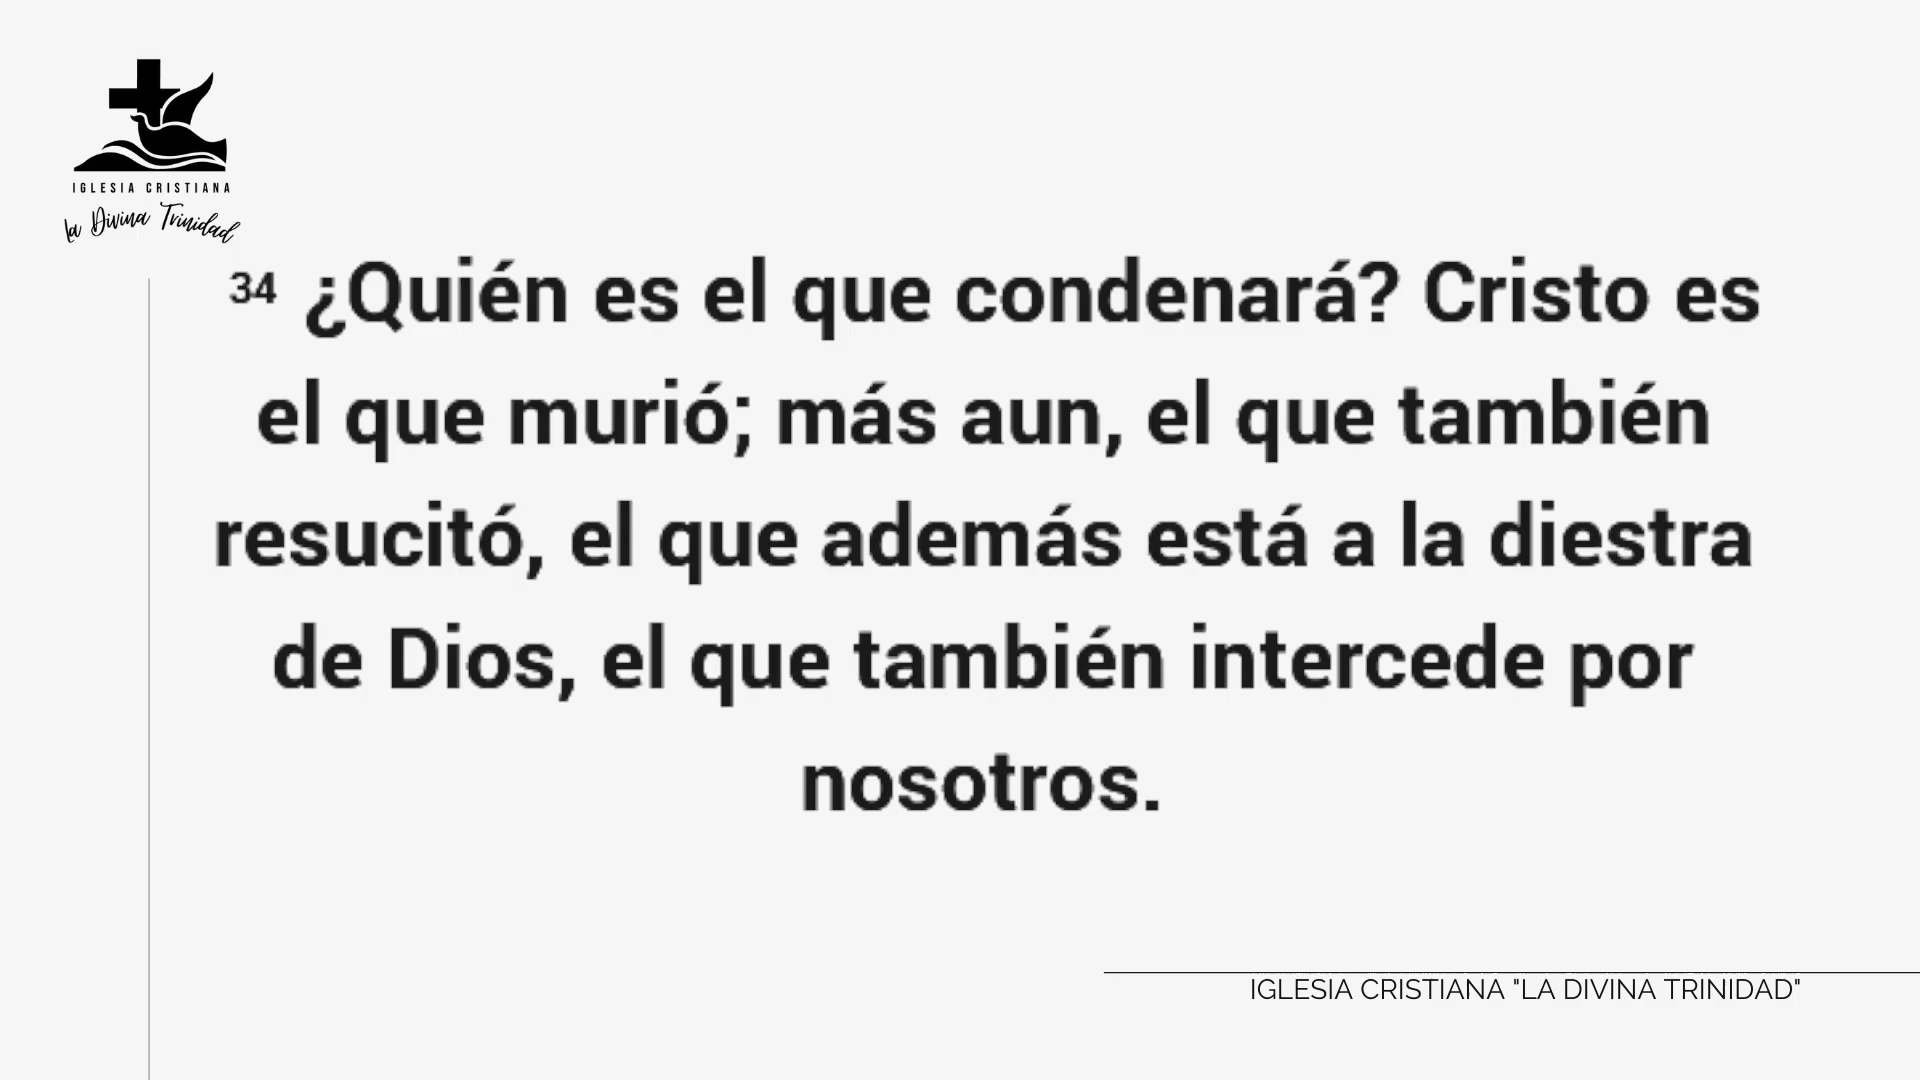 IGLESIA CRISTIANA
La Divina Trinidad
34 ¿Quién es el que condenará? Cristo es
el que murió; más aun, el que también
resucitó, el que además está a la diestra
de Dios, el que también intercede por
nosotros.
IGLESIA CRISTIANA "LA DIVINA TRINIDAD"